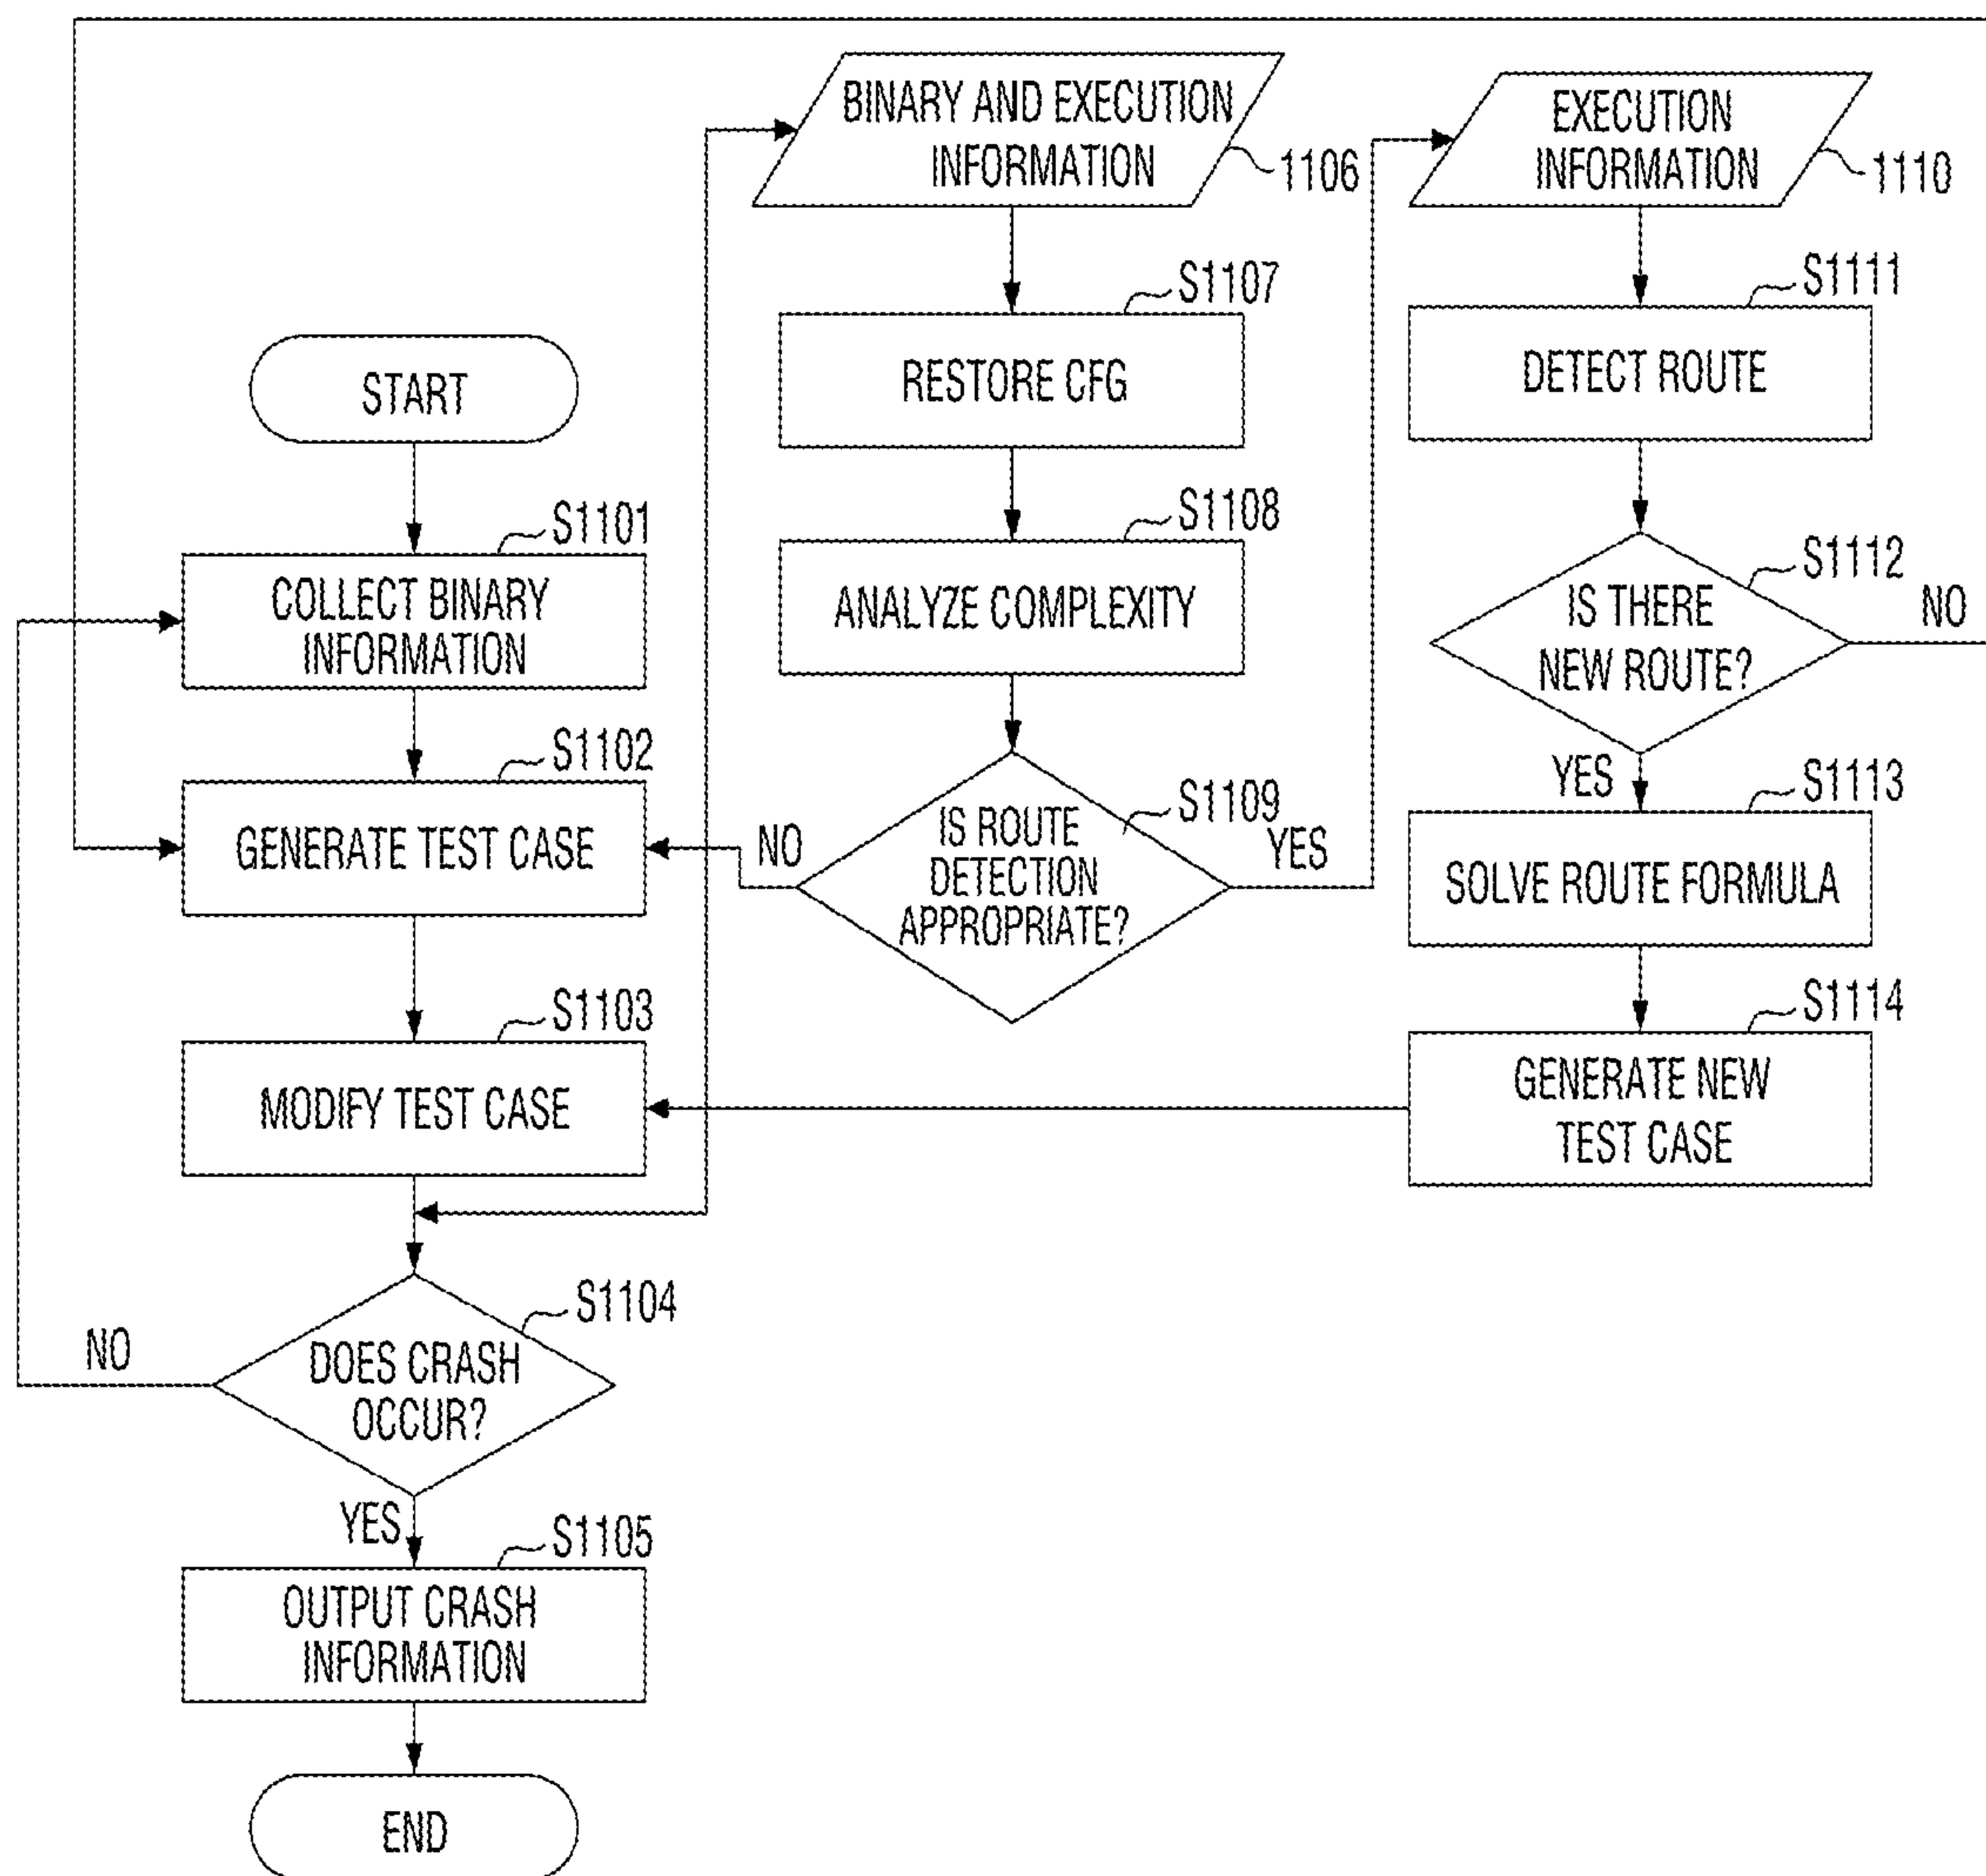 START
S1101
COLLECT BINARY
INFORMATION
S1102
GENERATE TEST CASE
S1103
MODIFY TEST CASE
S1104
DOES CRASH
OCCUR?
NO
YES
S1105
OUTPUT CRASH
INFORMATION
END
BINARY AND EXECUTION
INFORMATION
1106
S1107
RESTORE CFG
S1108
ANALYZE COMPLEXITY
S1109
IS ROUTE
DETECTION
APPROPRIATE?
NO
YES
EXECUTION
INFORMATION
1110
S1111
DETECT ROUTE
S1112
IS THERE
NEW ROUTE?
NO
YES
S1113
SOLVE ROUTE FORMULA
S1114
GENERATE NEW
TEST CASE